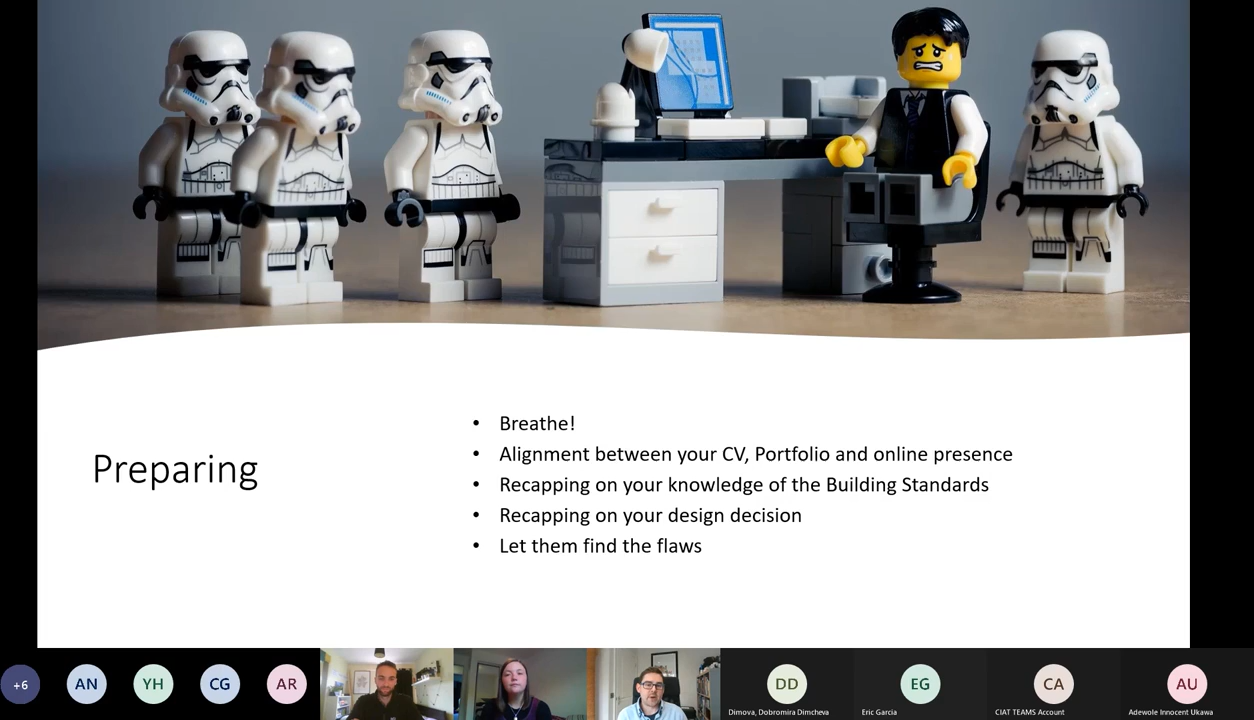 Preparing
• Breathe!
• Alignment between your CV, Portfolio and online presence
• Recapping on your knowledge of the Building Standards
• Recapping on your design decision
• Let them find the flaws
+6
AN
YH
CG
AR
DD
EG
CA
AU
Dimova, Dobromira Dimcheva
Eric Garcia
CIAT TEAMS Account
Adewole Innocent Ukawa